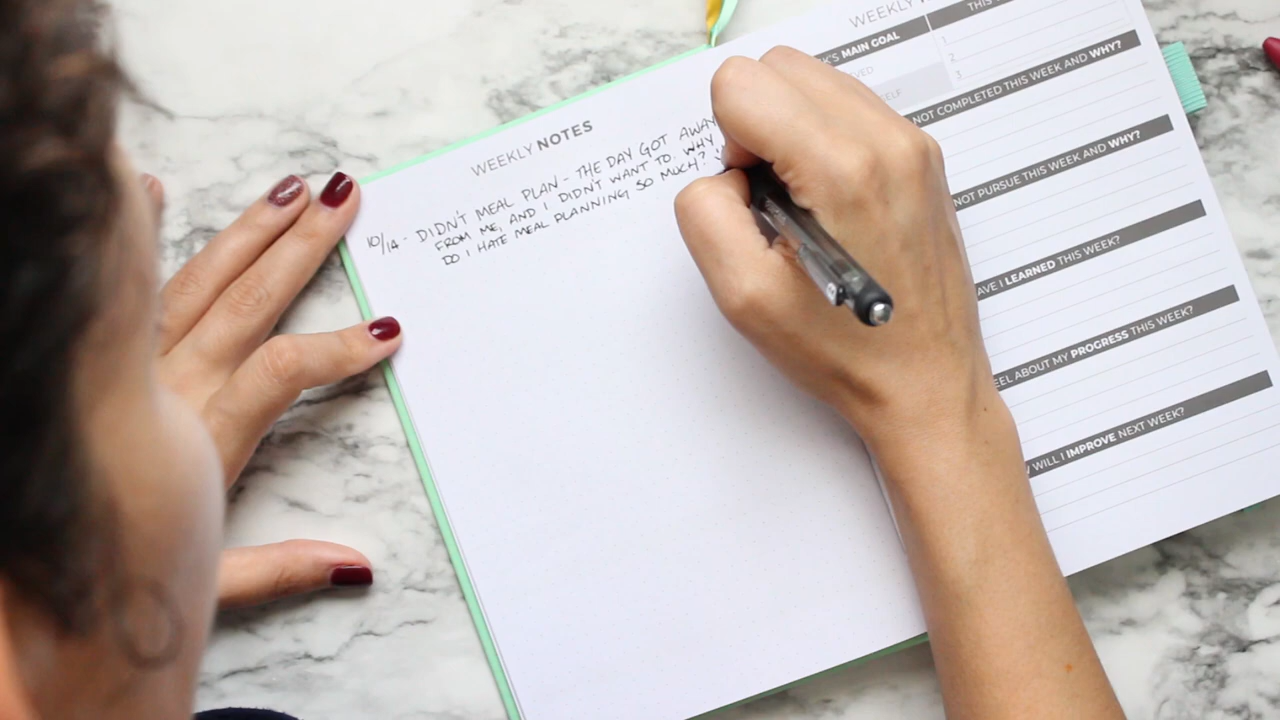 WEEKLY NOTES
10/14 - DIDN'T MEAL PLAN - THE DAY GOT AWAY
FROM ME, AND I DIDN'T WANT TO. WHY
DO I HATE MEAL PLANNING SO MUCH?
WEEKLY
THIS
MAIN GOAL
1
2
3
NOT COMPLETED THIS WEEK AND WHY?
NOT PURSUE THIS WEEK AND WHY?
I LEARNED THIS WEEK?
ABOUT MY PROGRESS THIS WEEK?
WILL I IMPROVE NEXT WEEK?